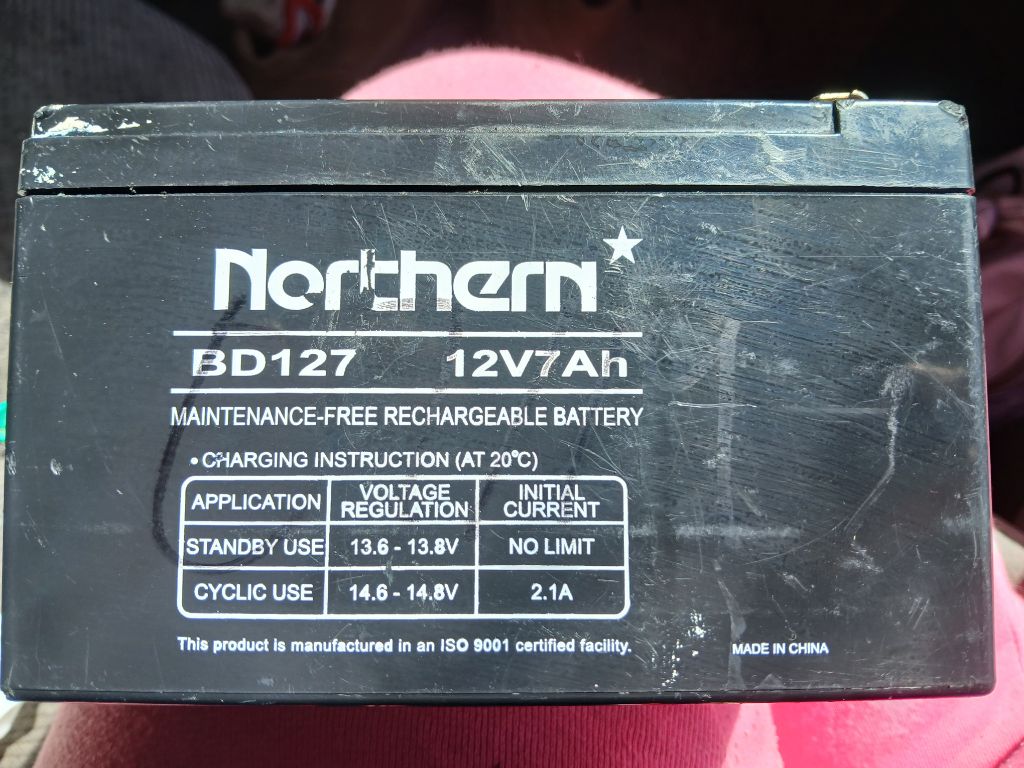 Northern
BD127 12V7Ah
MAINTENANCE-FREE RECHARGEABLE BATTERY
• CHARGING INSTRUCTION (AT 20°C)
APPLICATION VOLTAGE REGULATION INITIAL CURRENT
STANDBY USE 13.6 - 13.8V NO LIMIT
CYCLIC USE 14.6 - 14.8V 2.1A
This product is manufactured in an ISO 9001 certified facility.
MADE IN CHINA